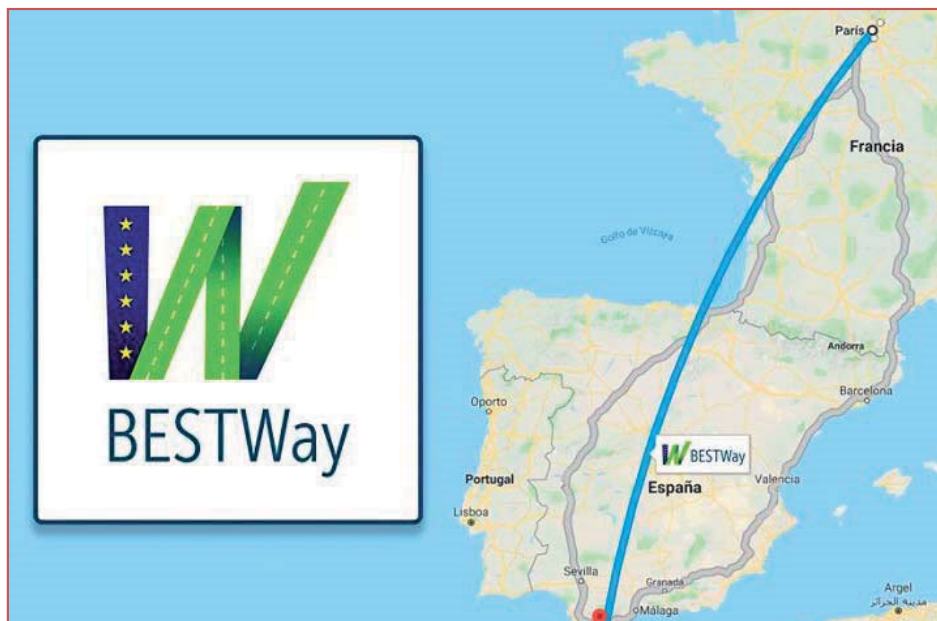 BESTWay
París
Francia
Golfo de Vizcaya
Andorra
Barcelona
Oporto
BESTWay
Portugal
España
Valencia
Lisboa
Sevilla
Granada
Málaga
Argel
مدينة الجزائر